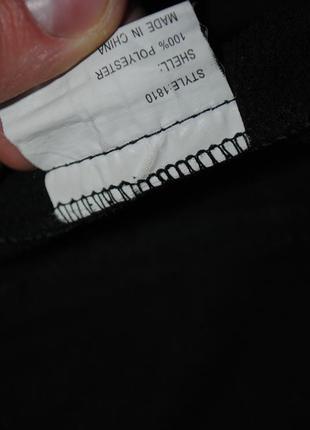 STYLE:1810
SHELL:
100% POLYESTER
MADE IN CHINA